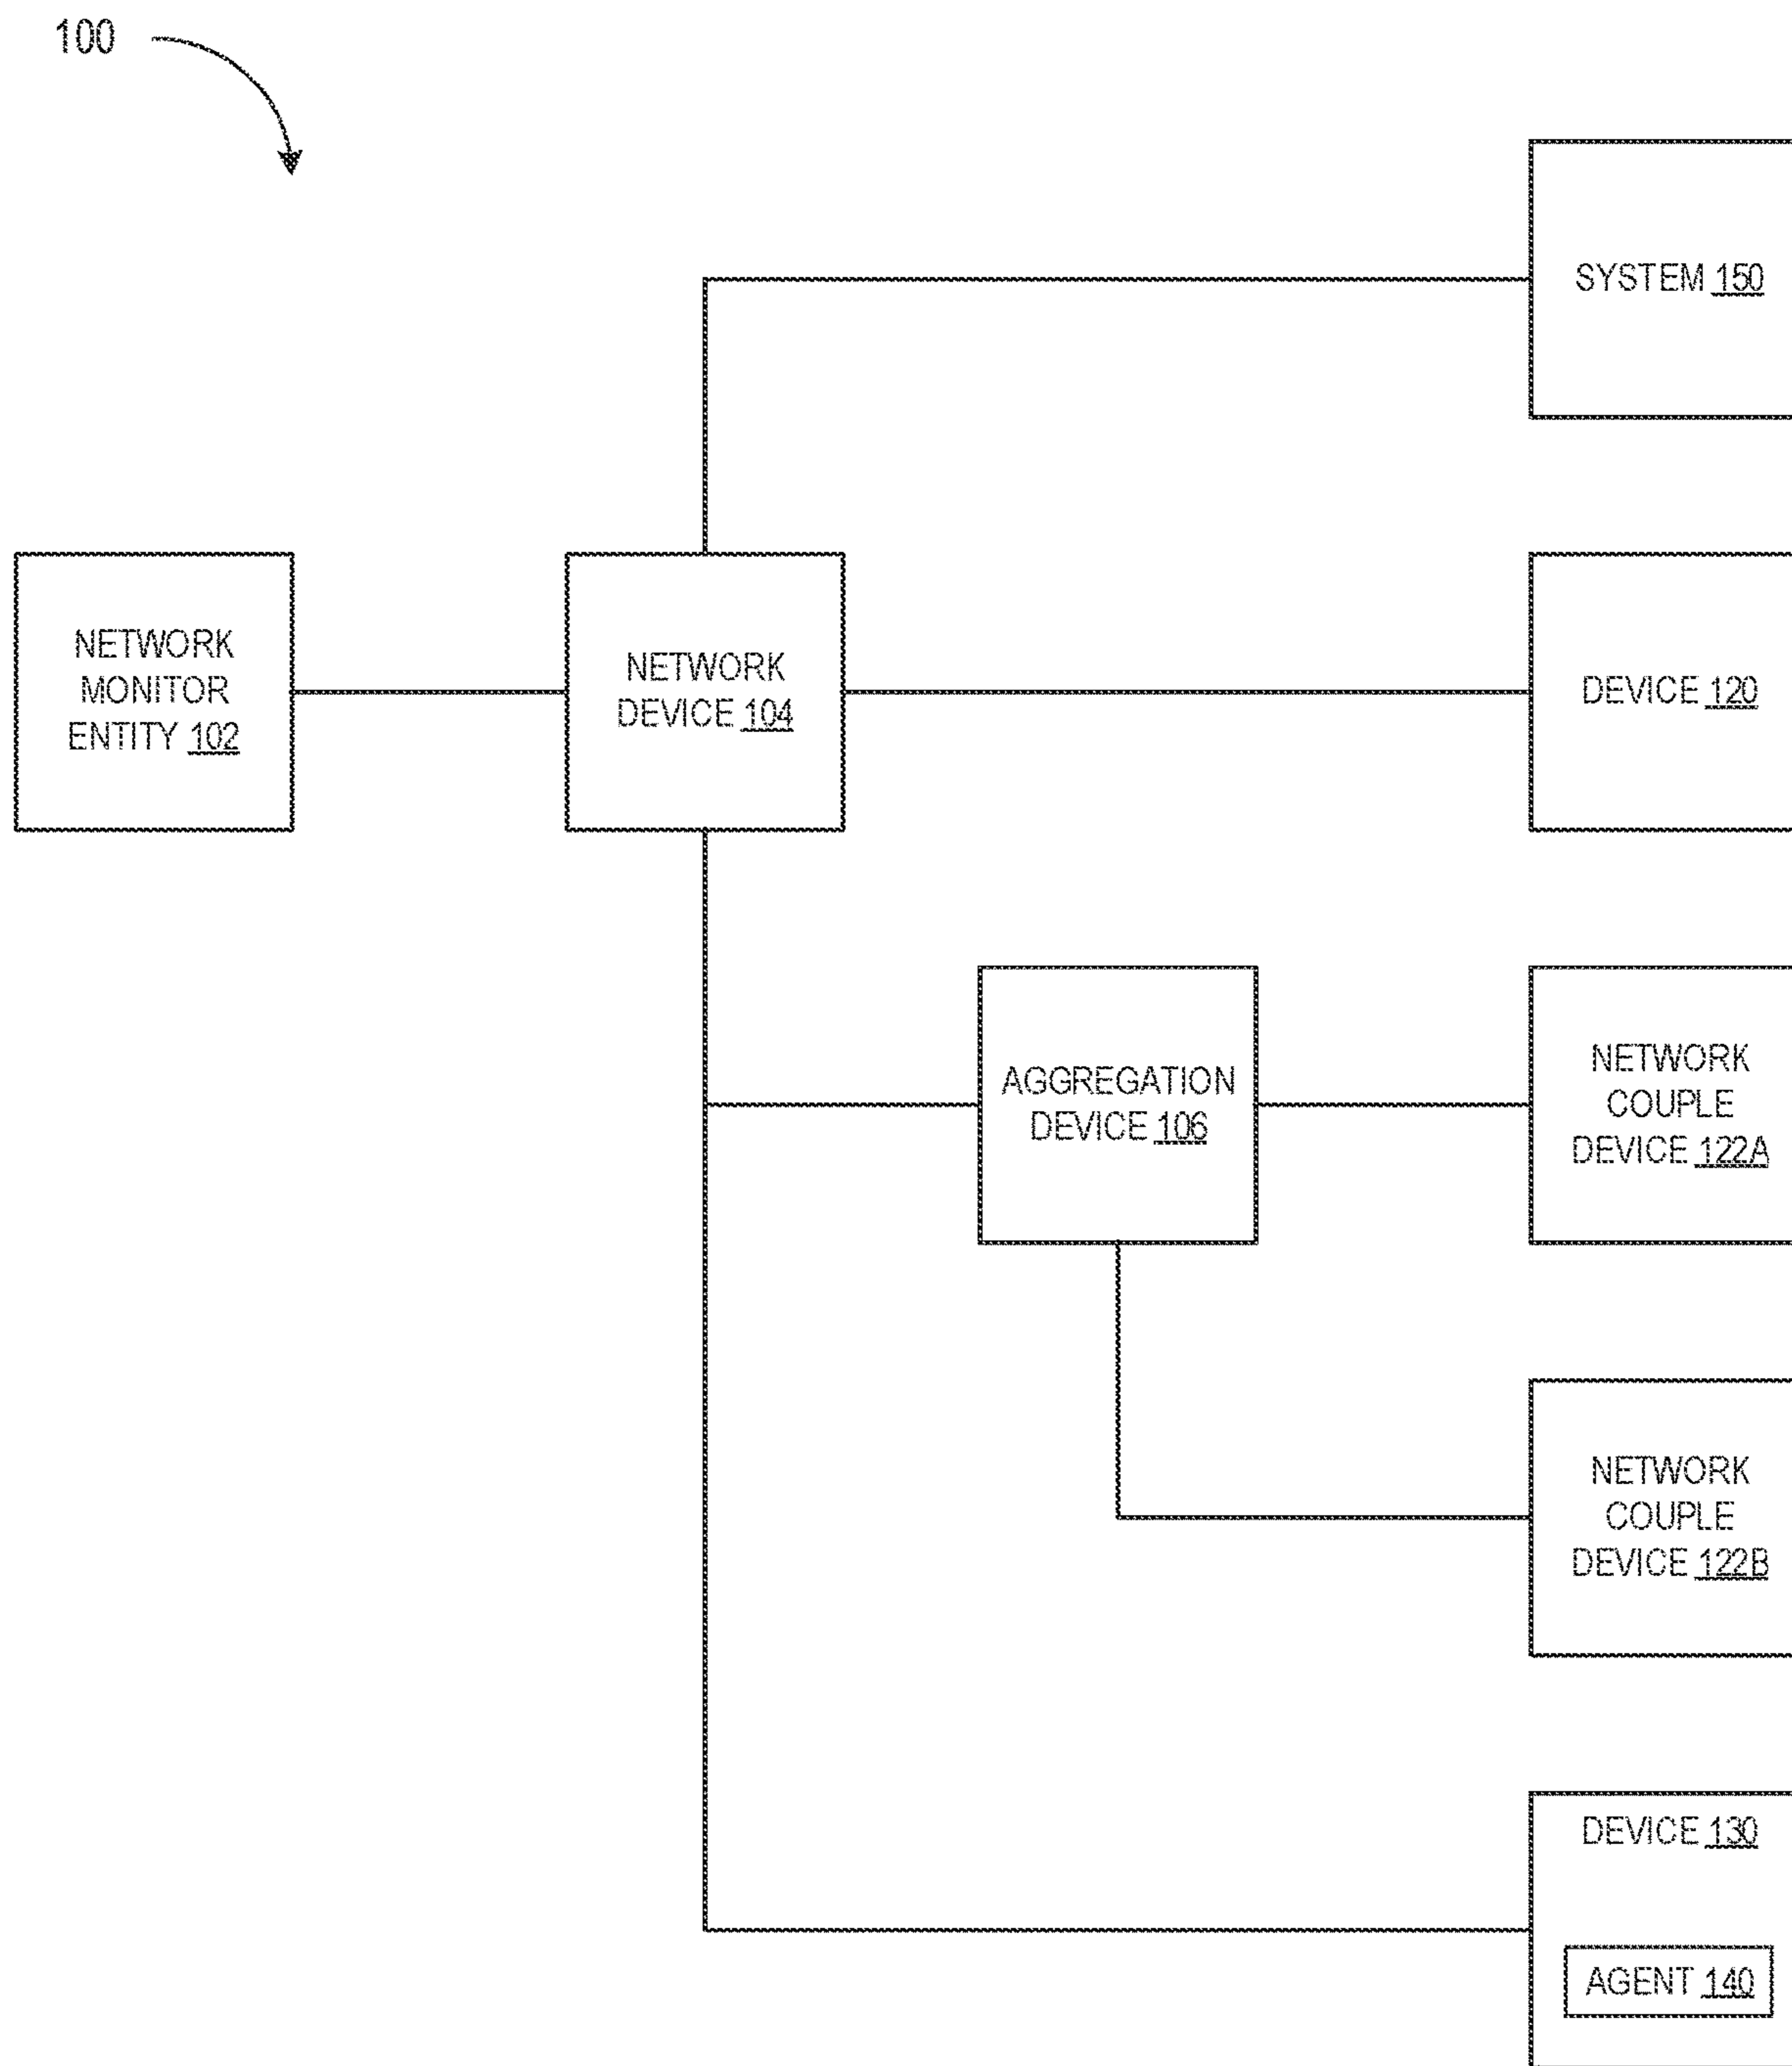 100
SYSTEM 150
NETWORK
MONITOR
ENTITY 102
NETWORK
DEVICE 104
DEVICE 120
AGGREGATION
DEVICE 106
NETWORK
COUPLE
DEVICE 122A
NETWORK
COUPLE
DEVICE 122B
DEVICE 130
AGENT 140